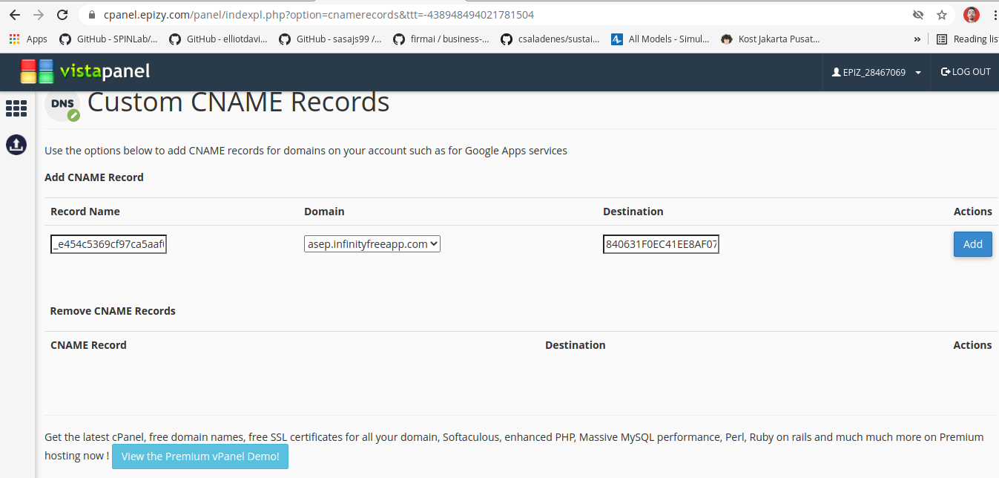 cpanel.epizy.com/panel/indexpl.php?option=cnamerecords&ttt=-438948494021781504
Apps GitHub - SPINLab/... GitHub - elliotdavi... GitHub - sasajs99 /... firmai / business-... csaladenes/sustai... All Models - Simul... Kost Jakarta Pusat... » Reading lis
vistapanel EPIZ_28467069 LOG OUT
DNS Custom CNAME Records
Use the options below to add CNAME records for domains on your account such as for Google Apps services
Add CNAME Record
Record Name Domain Destination Actions
_e454c5369cf97ca5aaf asep.infinityfreeapp.com 840631F0EC41EE8AF07 Add
Remove CNAME Records
CNAME Record Destination Actions
Get the latest cPanel, free domain names, free SSL certificates for all your domain, Softaculous, enhanced PHP, Massive MySQL performance, Perl, Ruby on rails and much much more on Premium
hosting now ! View the Premium vPanel Demo!